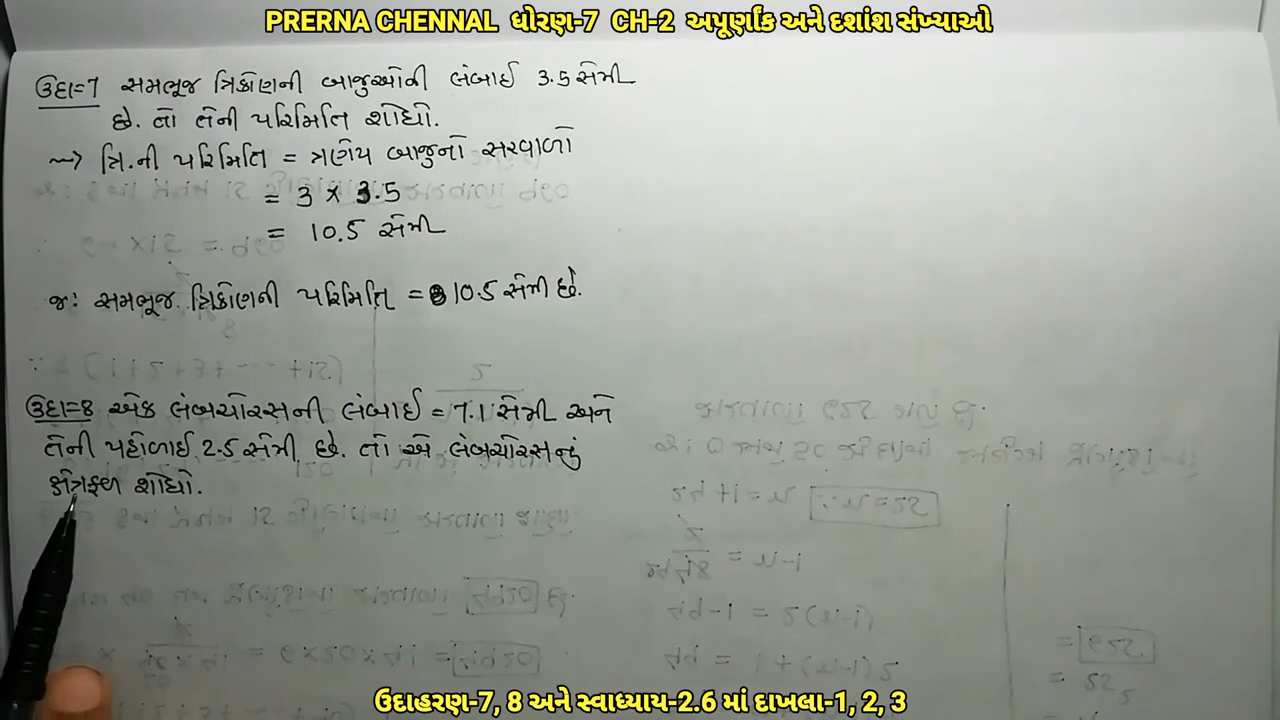 PRERNA CHENNAL ધોરણ-7 CH-2 અપૂર્ણાંક અને દશાંશ સંખ્યાઓ
ઉદા=7 સમભૂજ ત્રિકોણની બાજુઓની લંબાઈ 3.5 સેમી
છે. તો તેની પરિમિતિ શોધો.
ત્રિ.ની પરિમિતિ = ત્રણેય બાજુનો સરવાળો
= 3 × 3.5
= 10.5 સેમી
જ: સમભૂજ ત્રિકોણની પરિમિતિ = 10.5 સેમી છે.
ઉદા=8 એક લંબચોરસની લંબાઈ = 7.1 સેમી અને
તેની પહોળાઈ 2.5 સેમી છે. તો એ લંબચોરસનું
ક્ષેત્રફળ શોધો.
ઉદાહરણ-7, 8 અને સ્વાધ્યાય-2.6 માં દાખલા-1, 2, 3